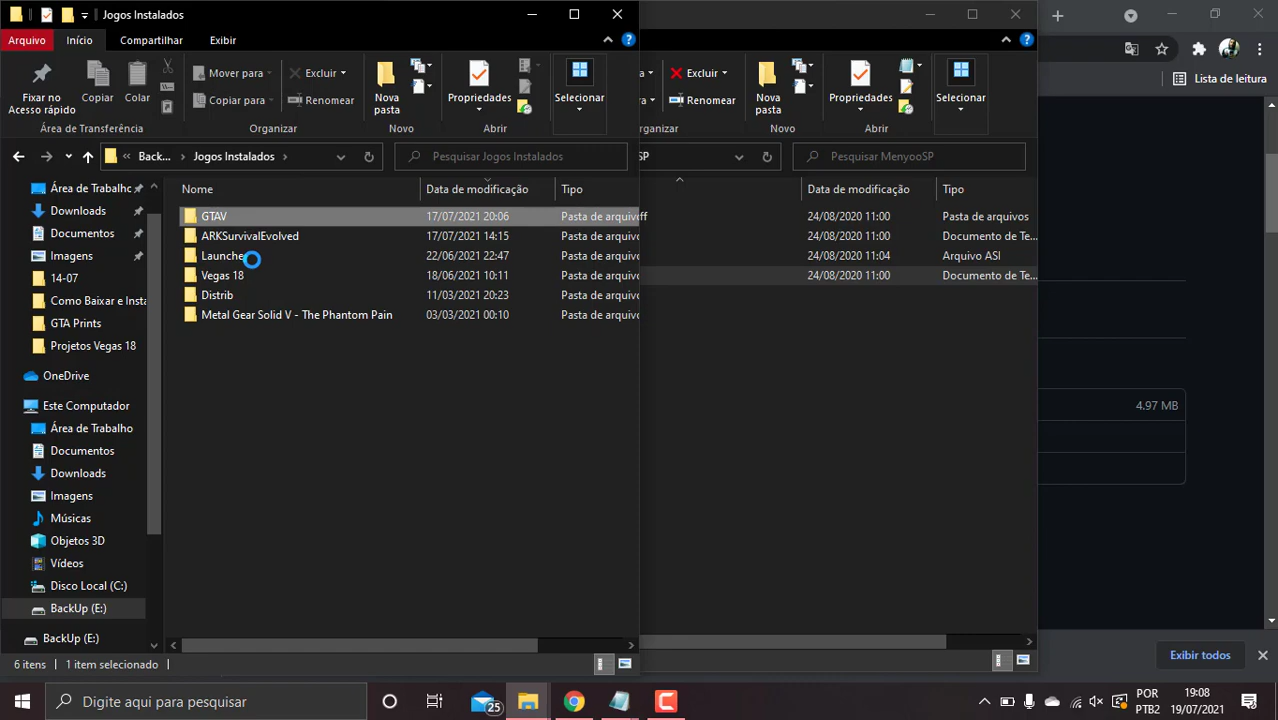 Jogos Instalados
Arquivo Início Compartilhar Exibir
Fixar no Acesso rápido
Copiar
Colar
Mover para
Copiar para
Excluir
Renomear
Nova pasta
Propriedades
Selecionar
Excluir
Renomear
Nova pasta
Propriedades
Selecionar
Lista de leitura
Área de Transferência Organizar Novo Abrir
Novo Abrir
Back... Jogos Instalados
Pesquisar Jogos Instalados
SP
Pesquisar MenyooSP
Nome Data de modificação Tipo
Data de modificação Tipo
GTAV 17/07/2021 20:06 Pasta de arquiv
ARKSurvivalEvolved 17/07/2021 14:15 Pasta de arquivo
Launche 22/06/2021 22:47 Pasta de arquivo
Vegas 18 18/06/2021 10:11 Pasta de arquivo
Distrib 11/03/2021 20:23 Pasta de arquivo
Metal Gear Solid V - The Phantom Pain 03/03/2021 00:10 Pasta de arquivo
24/08/2020 11:00 Pasta de arquivos
24/08/2020 11:00 Documento de Te...
24/08/2020 11:04 Arquivo ASI
24/08/2020 11:00 Documento de Te...
Área de Trabalhc
Downloads
Documentos
Imagens
14-07
Como Baixar e Insta
GTA Prints
Projetos Vegas 18
OneDrive
Este Computador
Área de Trabalho
Documentos
Downloads
Imagens
Músicas
Objetos 3D
Vídeos
Disco Local (C:)
BackUp (E:)
BackUp (E:)
4.97 MB
6 itens 1 item selecionado
Exibir todos
Digite aqui para pesquisar
25
POR
PTB2
19:08
19/07/2021